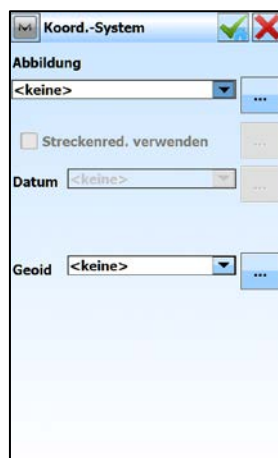 Koord.-System
Abbildung
<keine>
...
Streckenred. verwenden
...
Datum <keine>
...
Geoid <keine>
...